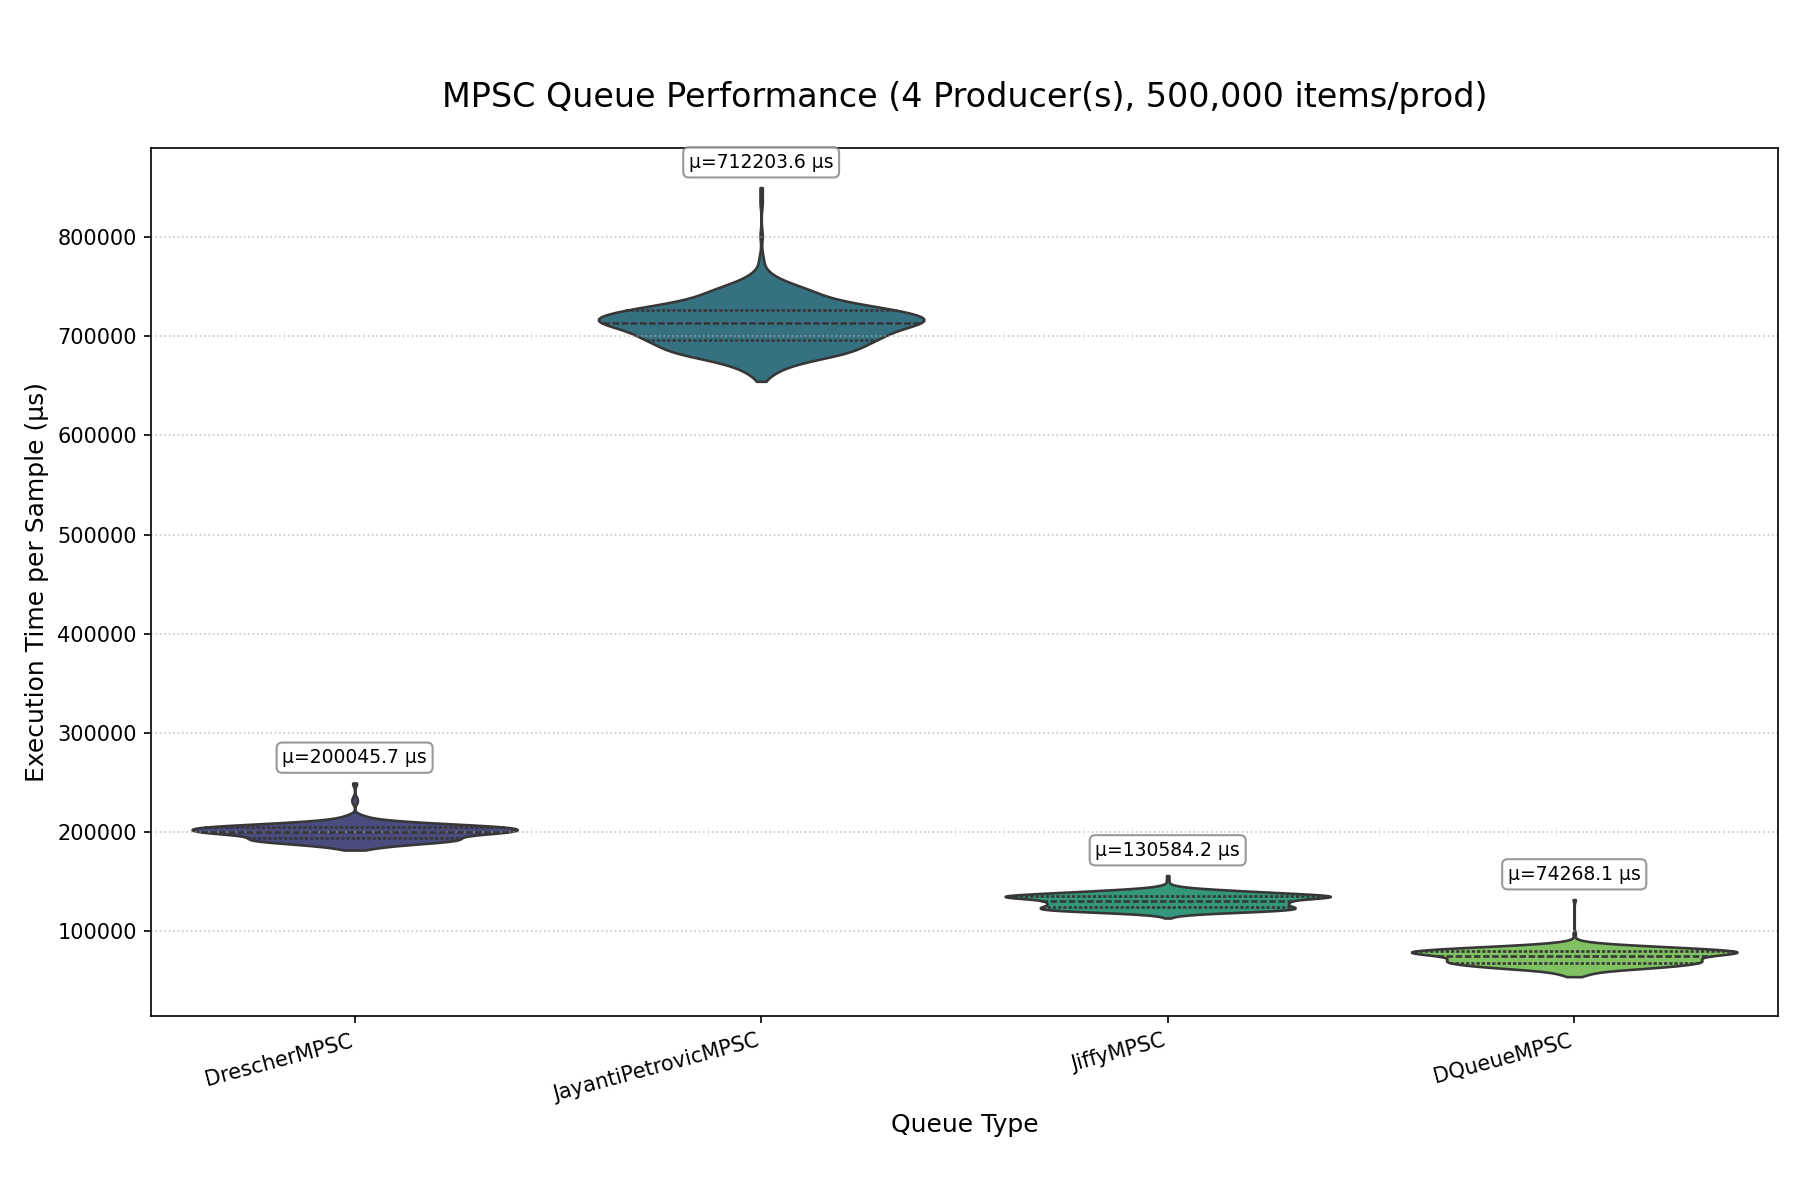 MPSC Queue Performance (4 Producer(s), 500,000 items/prod)
Execution Time per Sample (µs)
800000
700000
600000
500000
400000
300000
200000
100000
µ=200045.7 µs
µ=712203.6 µs
µ=130584.2 µs
µ=74268.1 µs
DrescherMPSC
JayantiPetrovicMPSC
JiffyMPSC
DQueueMPSC
Queue Type